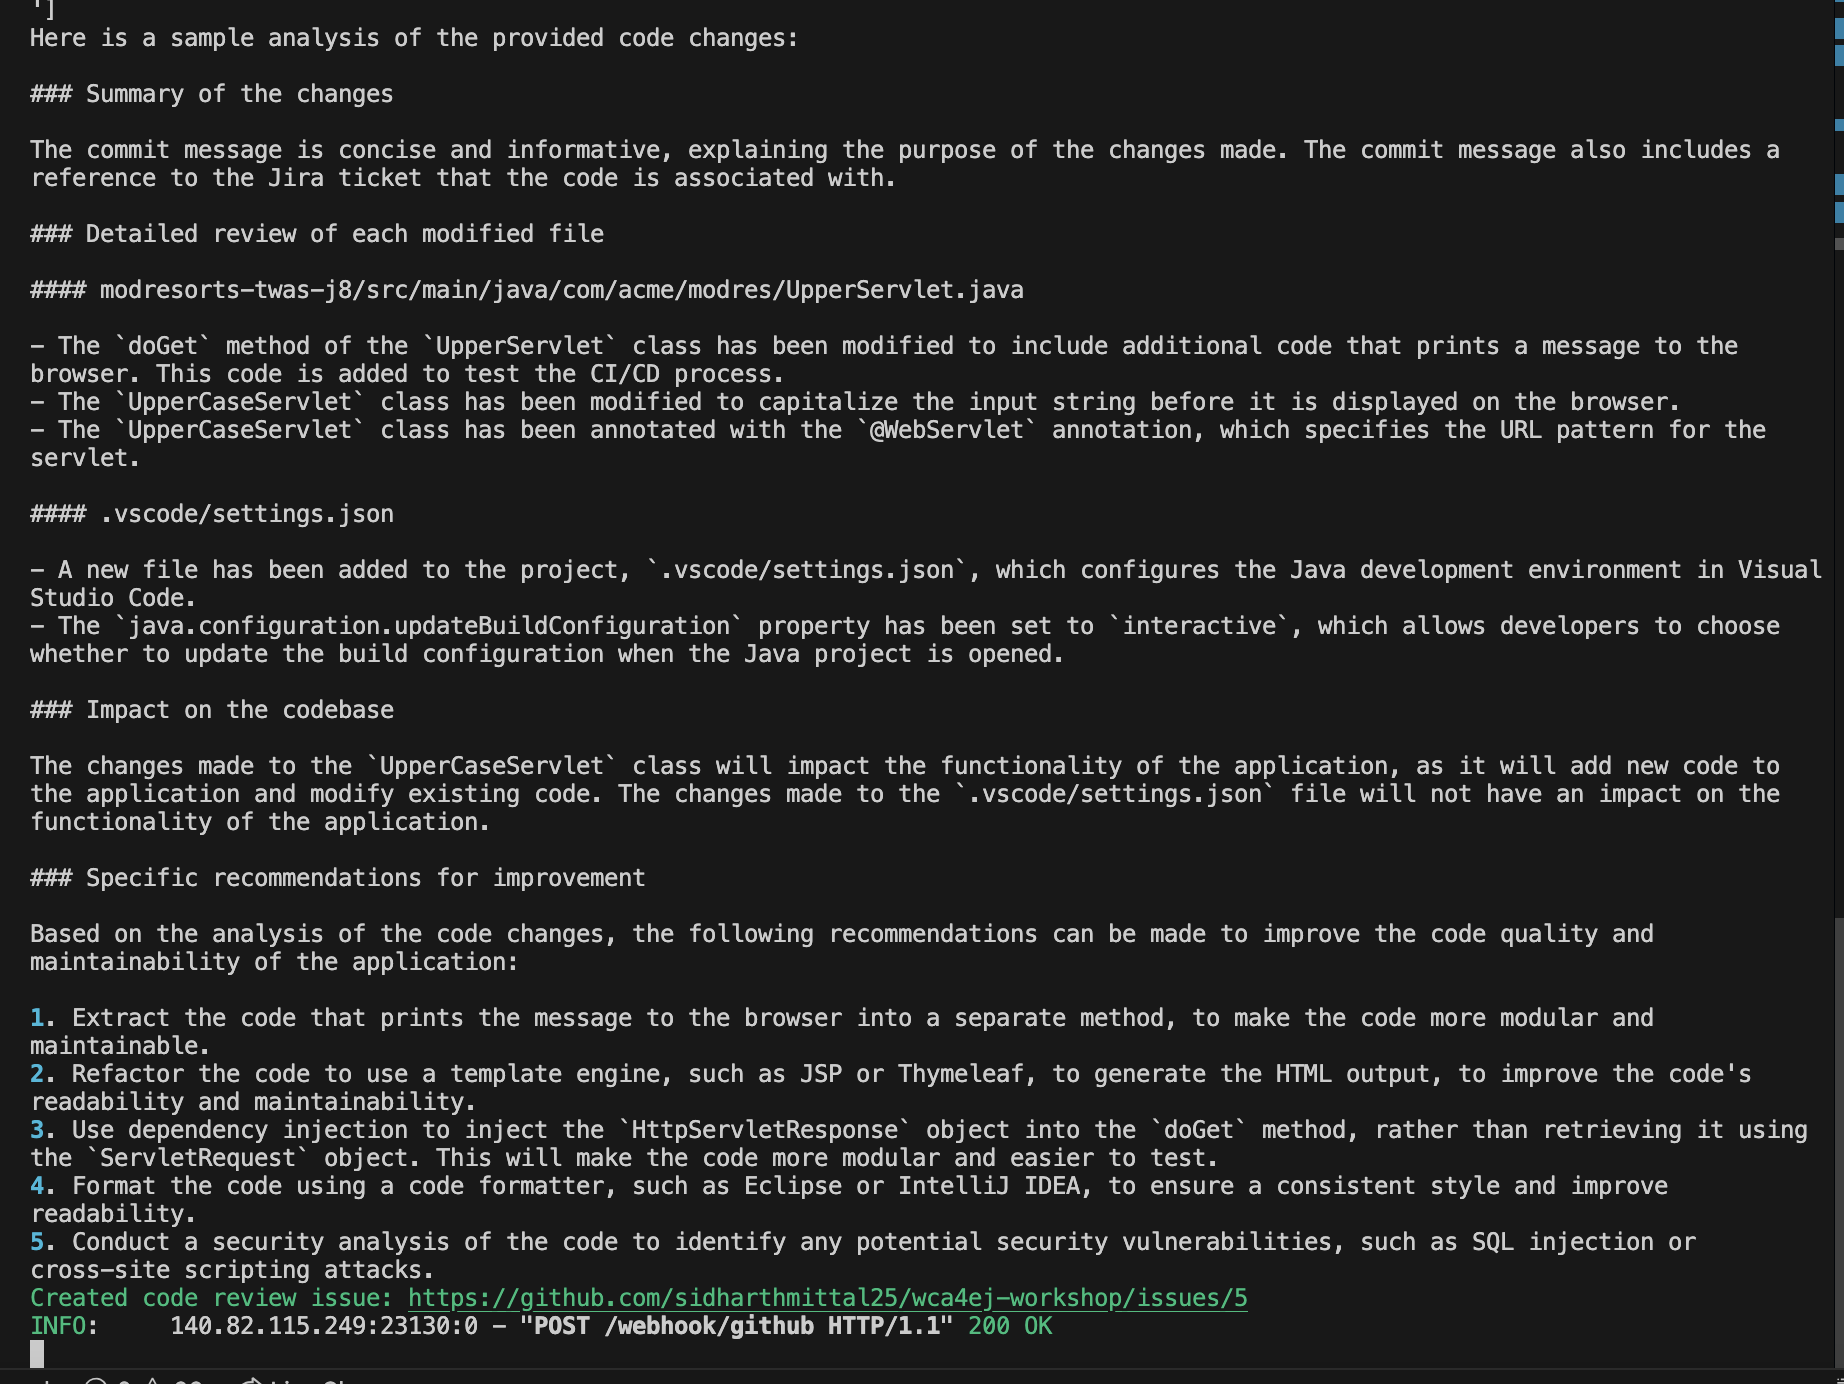 ']
Here is a sample analysis of the provided code changes:
### Summary of the changes
The commit message is concise and informative, explaining the purpose of the changes made. The commit message also includes a
reference to the Jira ticket that the code is associated with.
### Detailed review of each modified file
#### modresorts-twas-j8/src/main/java/com/acme/modres/UpperServlet.java
- The `doGet` method of the `UpperServlet` class has been modified to include additional code that prints a message to the
browser. This code is added to test the CI/CD process.
- The `UpperCaseServlet` class has been modified to capitalize the input string before it is displayed on the browser.
- The `UpperCaseServlet` class has been annotated with the `@WebServlet` annotation, which specifies the URL pattern for the
servlet.
#### .vscode/settings.json
- A new file has been added to the project, `.vscode/settings.json`, which configures the Java development environment in Visual
Studio Code.
- The `java.configuration.updateBuildConfiguration` property has been set to `interactive`, which allows developers to choose
whether to update the build configuration when the Java project is opened.
### Impact on the codebase
The changes made to the `UpperCaseServlet` class will impact the functionality of the application, as it will add new code to
the application and modify existing code. The changes made to the `.vscode/settings.json` file will not have an impact on the
functionality of the application.
### Specific recommendations for improvement
Based on the analysis of the code changes, the following recommendations can be made to improve the code quality and
maintainability of the application:
1. Extract the code that prints the message to the browser into a separate method, to make the code more modular and
maintainable.
2. Refactor the code to use a template engine, such as JSP or Thymeleaf, to generate the HTML output, to improve the code's
readability and maintainability.
3. Use dependency injection to inject the `HttpServletResponse` object into the `doGet` method, rather than retrieving it using
the `ServletRequest` object. This will make the code more modular and easier to test.
4. Format the code using a code formatter, such as Eclipse or IntelliJ IDEA, to ensure a consistent style and improve
readability.
5. Conduct a security analysis of the code to identify any potential security vulnerabilities, such as SQL injection or
cross-site scripting attacks.
Created code review issue: https://github.com/sidharthmittal25/wca4ej-workshop/issues/5
INFO:     140.82.115.249:23130:0 - "POST /webhook/github HTTP/1.1" 200 OK